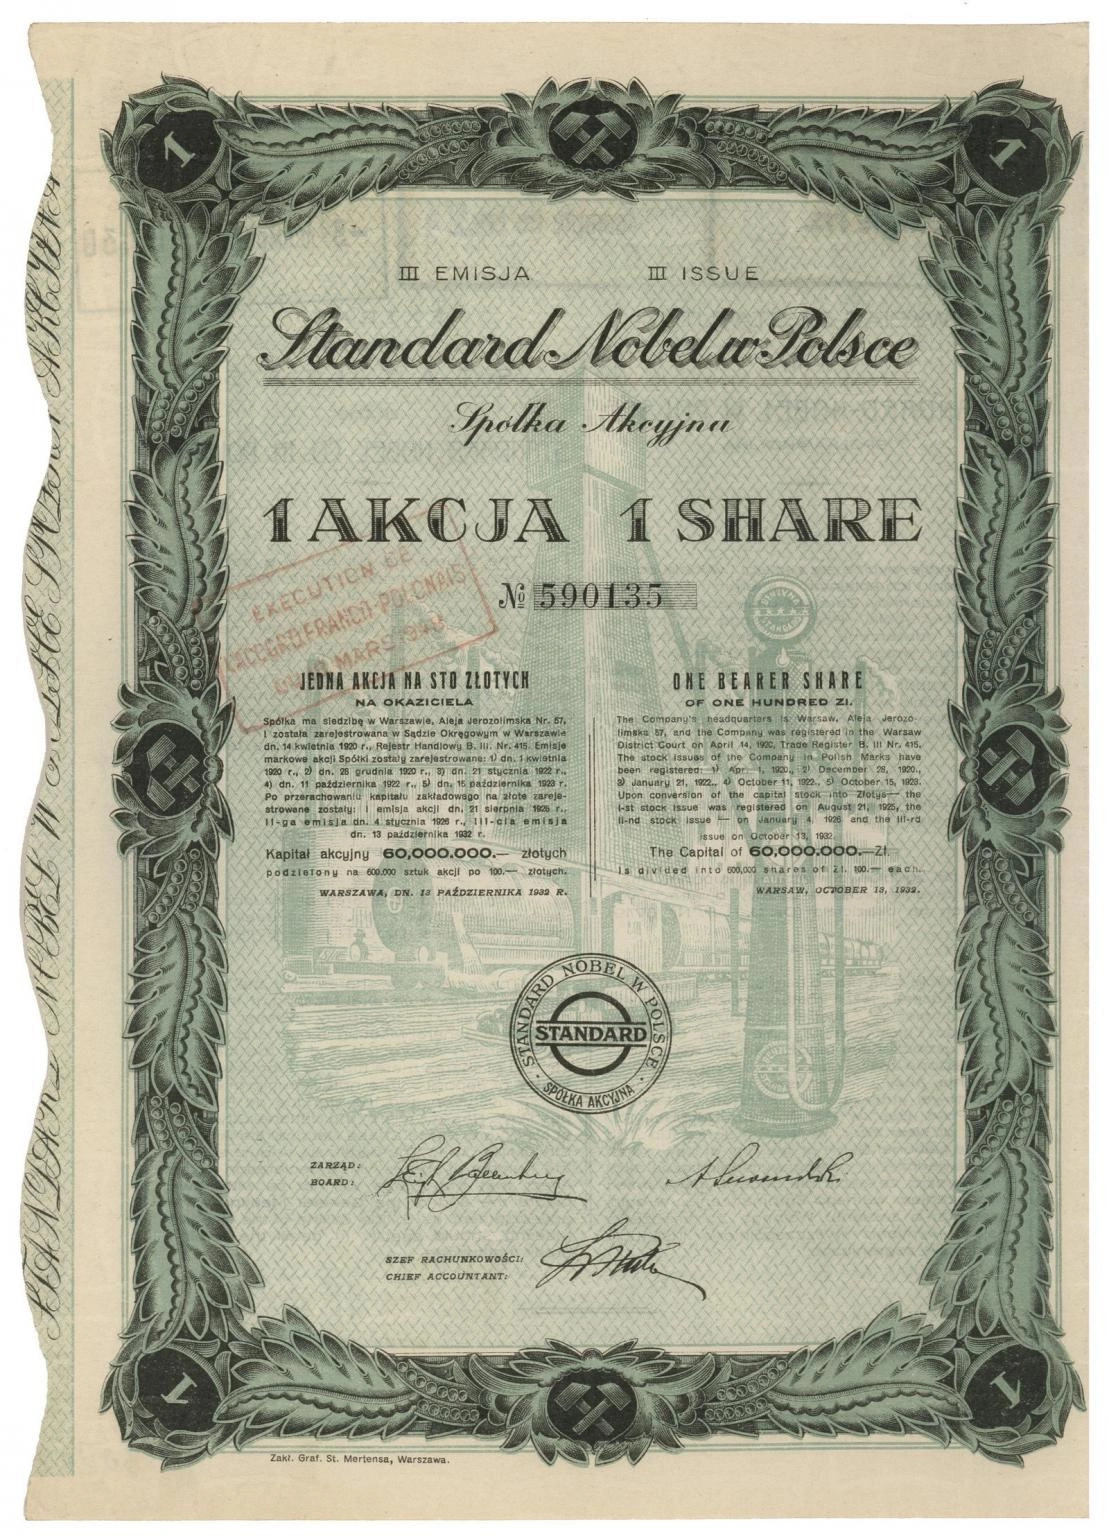 1
1
III EMISJA III ISSUE
Standard Nobel w Polsce
Spółka Akcyjna
1 AKCJA 1 SHARE
№ 590135
EXECUTION DE
L'ACCORD FRANCO-POLONAIS
DU MARS
JEDNA AKCJA NA STO ZŁOTYCH
NA OKAZICIELA
Spółka ma siedzibę w Warszawie, Aleja Jerozolimska Nr. 57,
i została zarejestrowana w Sądzie Okręgowym w Warszawie
dn. 14 kwietnia 1920 r., Rejestr Handlowy B. III. Nr. 415. Emisje
markowe akcji Spółki zostały zarejestrowane: 1) dn. 1 kwietnia
1920 r., 2) dn. 28 grudnia 1920 r., 3) dn. 21 stycznia 1922 r.,
4) dn. 11 października 1922 r., 5) dn. 15 października 1923 r.
Po przerachowaniu kapitału zakładowego na złote zareje-
strowane zostały: I emisja akcji dn. 21 sierpnia 1925 r.,
II-ga emisja dn. 4 stycznia 1926 r., III-cia emisja
dn. 13 października 1932 r.
Kapitał akcyjny 60,000.000.— złotych
podzielony na 600.000 sztuk akcji po 100.— złotych.
WARSZAWA, DN. 13 PAŹDZIERNIKA 1932 R.
ONE BEARER SHARE
OF ONE HUNDRED Zl.
The Company's headquarters is Warsaw, Aleja Jerozo-
limska 57, and the Company was registered in the Warsaw
District Court on April 14, 1920, Trade Register B. III Nr. 415.
The stock issues of the Company in Polish Marks have
been registered: 1) Apr. 1, 1920., 2) December 28, 1920.,
3) January 21, 1922., 4) October 11, 1922., 5) October 15, 1923.
Upon conversion of the capital stock into Złotys— the
I-st stock issue was registered on August 21, 1925, the
II-nd stock issue — on January 4, 1926 and the III-rd
issue on October 13, 1932.
The Capital of 60,000.000.—Zł.
is divided into 600,000 shares of Zł. 100.— each.
WARSAW, OCTOBER 13, 1932.
STANDARD NOBEL W POLSCE
STANDARD
SPÓŁKA AKCYJNA
ZARZĄD:
BOARD:
SZEF RACHUNKOWOŚCI:
CHIEF ACCOUNTANT:
1
1
Zakł. Graf. St. Mertensa, Warszawa.